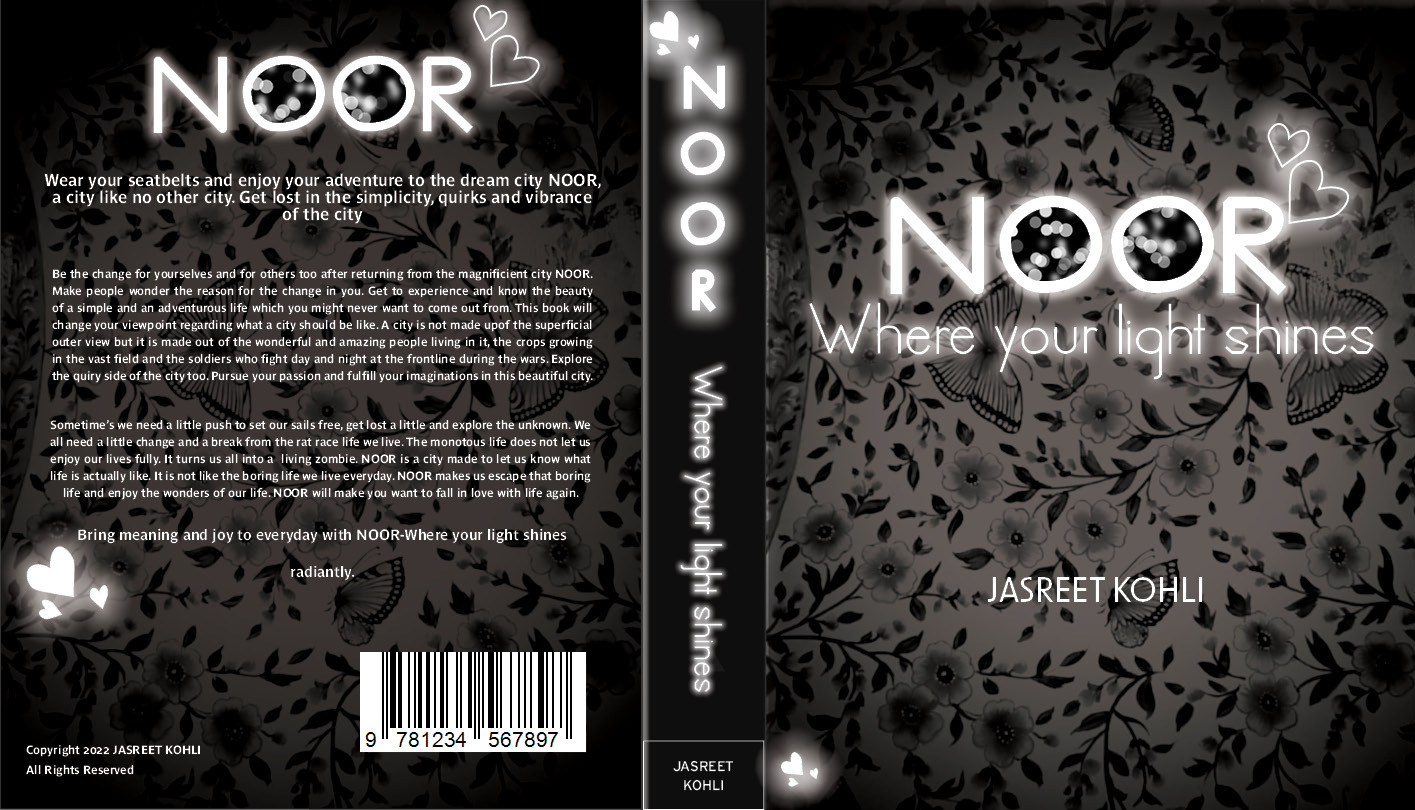 NOOR
Wear your seatbelts and enjoy your adventure to the dream city NOOR,
a city like no other city. Get lost in the simplicity, quirks and vibrance
of the city
Be the change for yourselves and for others too after returning from the magnificient city NOOR.
Make people wonder the reason for the change in you. Get to experience and know the beauty
of a simple and an adventurous life which you might never want to come out from. This book will
change your viewpoint regarding what a city should be like. A city is not made upof the superficial
outer view but it is made out of the wonderful and amazing people living in it, the crops growing
in the vast field and the soldiers who fight day and night at the frontline during the wars. Explore
the quiry side of the city too. Pursue your passion and fulfill your imaginations in this beautiful city.
Sometime's we need a little push to set our sails free, get lost a little and explore the unknown. We
all need a little change and a break from the rat race life we live. The monotous life does not let us
enjoy our lives fully. It turns us all into a living zombie. NOOR is a city made to let us know what
life is actually like. It is not like the boring life we live everyday. NOOR makes us escape that boring
life and enjoy the wonders of our life. NOOR will make you want to fall in love with life again.
Bring meaning and joy to everyday with NOOR-Where your light shines
radiantly.
9 781234 567897
Copyright 2022 JASREET KOHLI
All Rights Reserved
NOOR
Where your light shines
JASREET
KOHLI
NOOR
Where your light shines
JASREET KOHLI